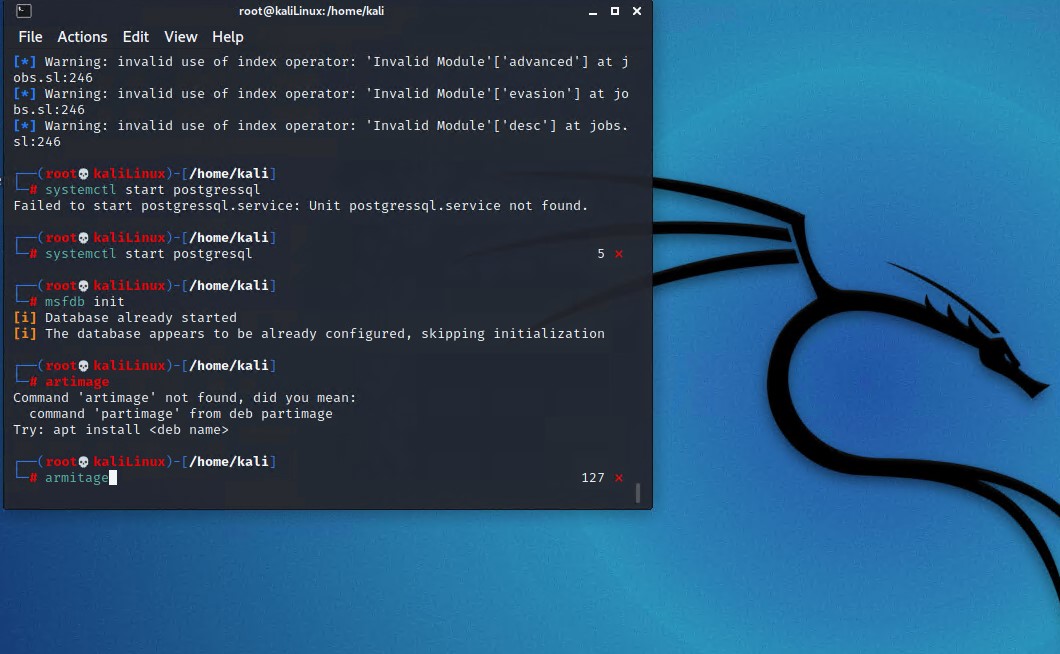 root@kaliLinux:/home/kali
File Actions Edit View Help
[*] Warning: invalid use of index operator: 'Invalid Module'['advanced'] at j
obs.sl:246
[*] Warning: invalid use of index operator: 'Invalid Module'['evasion'] at jo
bs.sl:246
[*] Warning: invalid use of index operator: 'Invalid Module'['desc'] at jobs.
sl:246
┌──(root💀kaliLinux)-[/home/kali]
└─# systemctl start postgressql
Failed to start postgressql.service: Unit postgressql.service not found.
┌──(root💀kaliLinux)-[/home/kali]
└─# systemctl start postgresql 5 ⨯
┌──(root💀kaliLinux)-[/home/kali]
└─# msfdb init
[i] Database already started
[i] The database appears to be already configured, skipping initialization
┌──(root💀kaliLinux)-[/home/kali]
└─# artimage
Command 'artimage' not found, did you mean:
command 'partimage' from deb partimage
Try: apt install <deb name>
┌──(root💀kaliLinux)-[/home/kali]
└─# armitage 127 ⨯